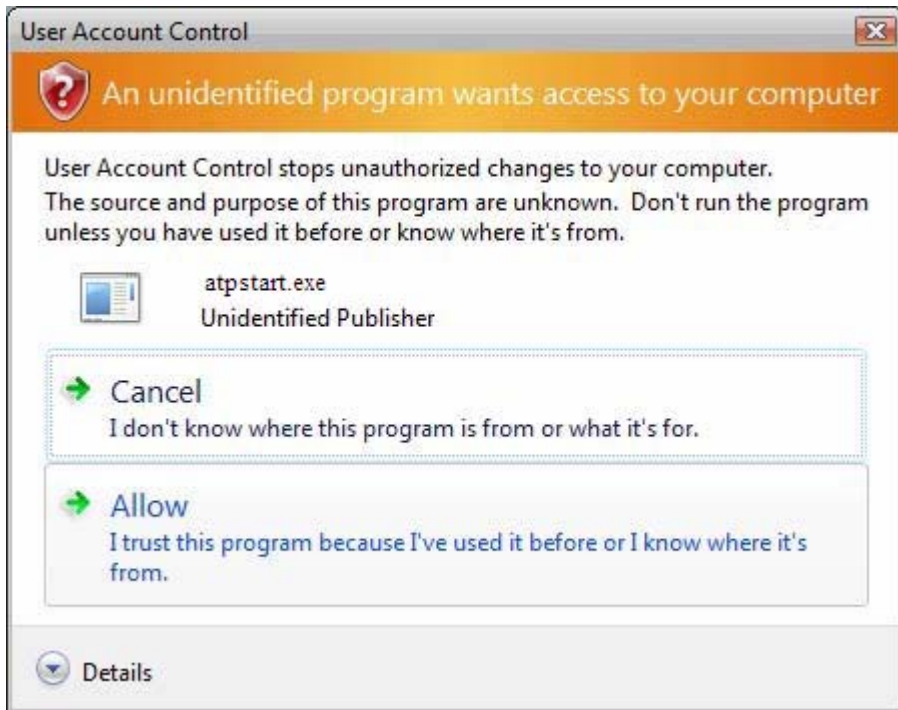 User Account Control
An unidentified program wants access to your computer
User Account Control stops unauthorized changes to your computer.
The source and purpose of this program are unknown.  Don't run the program
unless you have used it before or know where it's from.
atpstart.exe
Unidentified Publisher
Cancel
I don't know where this program is from or what it's for.
Allow
I trust this program because I've used it before or I know where it's
from.
Details